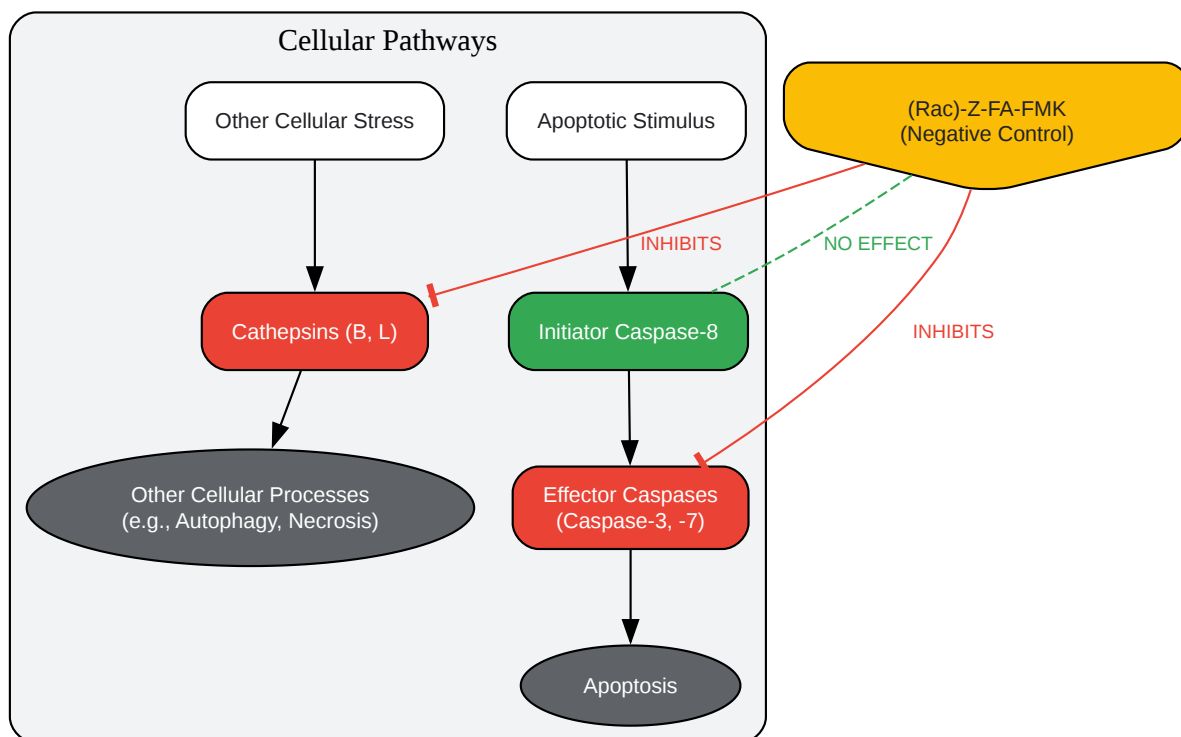 Cellular Pathways
Other Cellular Stress
Apoptotic Stimulus
(Rac)-Z-FA-FMK
(Negative Control)
INHIBITS
NO EFFECT
INHIBITS
Cathepsins (B, L)
Initiator Caspase-8
Other Cellular Processes
(e.g., Autophagy, Necrosis)
Effector Caspases
(Caspase-3, -7)
Apoptosis